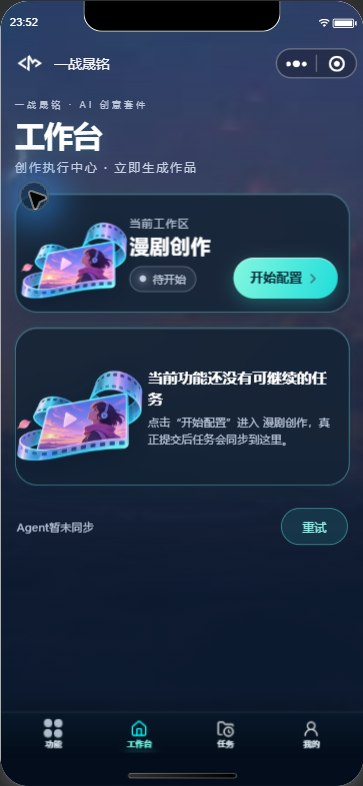 23:52
一战晟铭
一战晟铭 · AI 创意套件
工作台
创作执行中心 · 立即生成作品
当前工作区
漫剧创作
待开始
开始配置
当前功能还没有可继续的任
务
点击“开始配置”进入 漫剧创作，真
正提交后任务会同步到这里。
Agent暂未同步
重试
功能
工作台
任务
我的